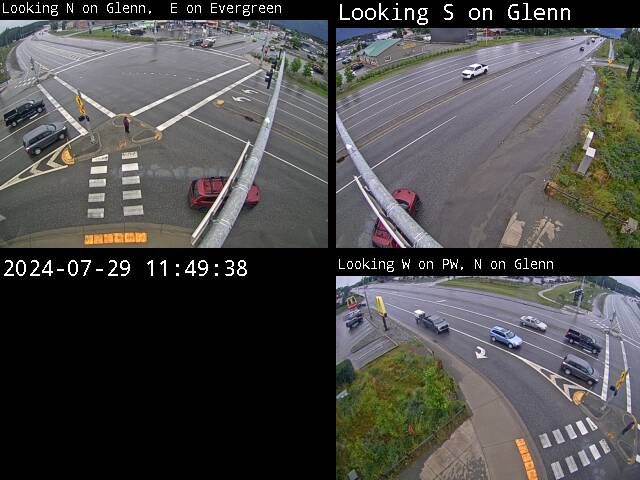 Looking N on Glenn,  E on Evergreen
Looking S on Glenn
2024-07-29 11:49:38
Looking W on PW, N on Glenn